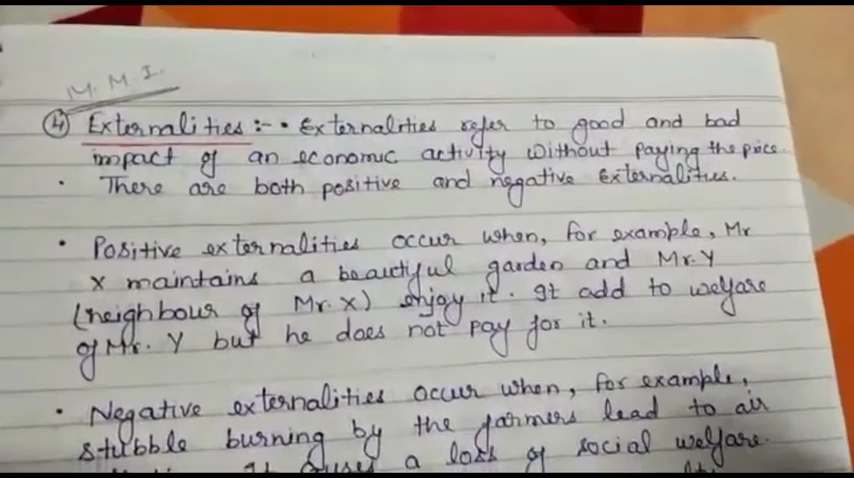 M. M. I.
④ Externalities :- • Externalities refer to good and bad
impact of an economic activity without paying the price.
• There are both positive and negative externalities.
• Positive externalities occur when, for example, Mr
X maintains a beautiful garden and Mr. Y
(neighbour of Mr. X) enjoy it. It add to welfare
of Mr. Y but he does not pay for it.
• Negative externalities occur when, for example,
stubble burning by the farmers lead to air
a loss of social welfare.